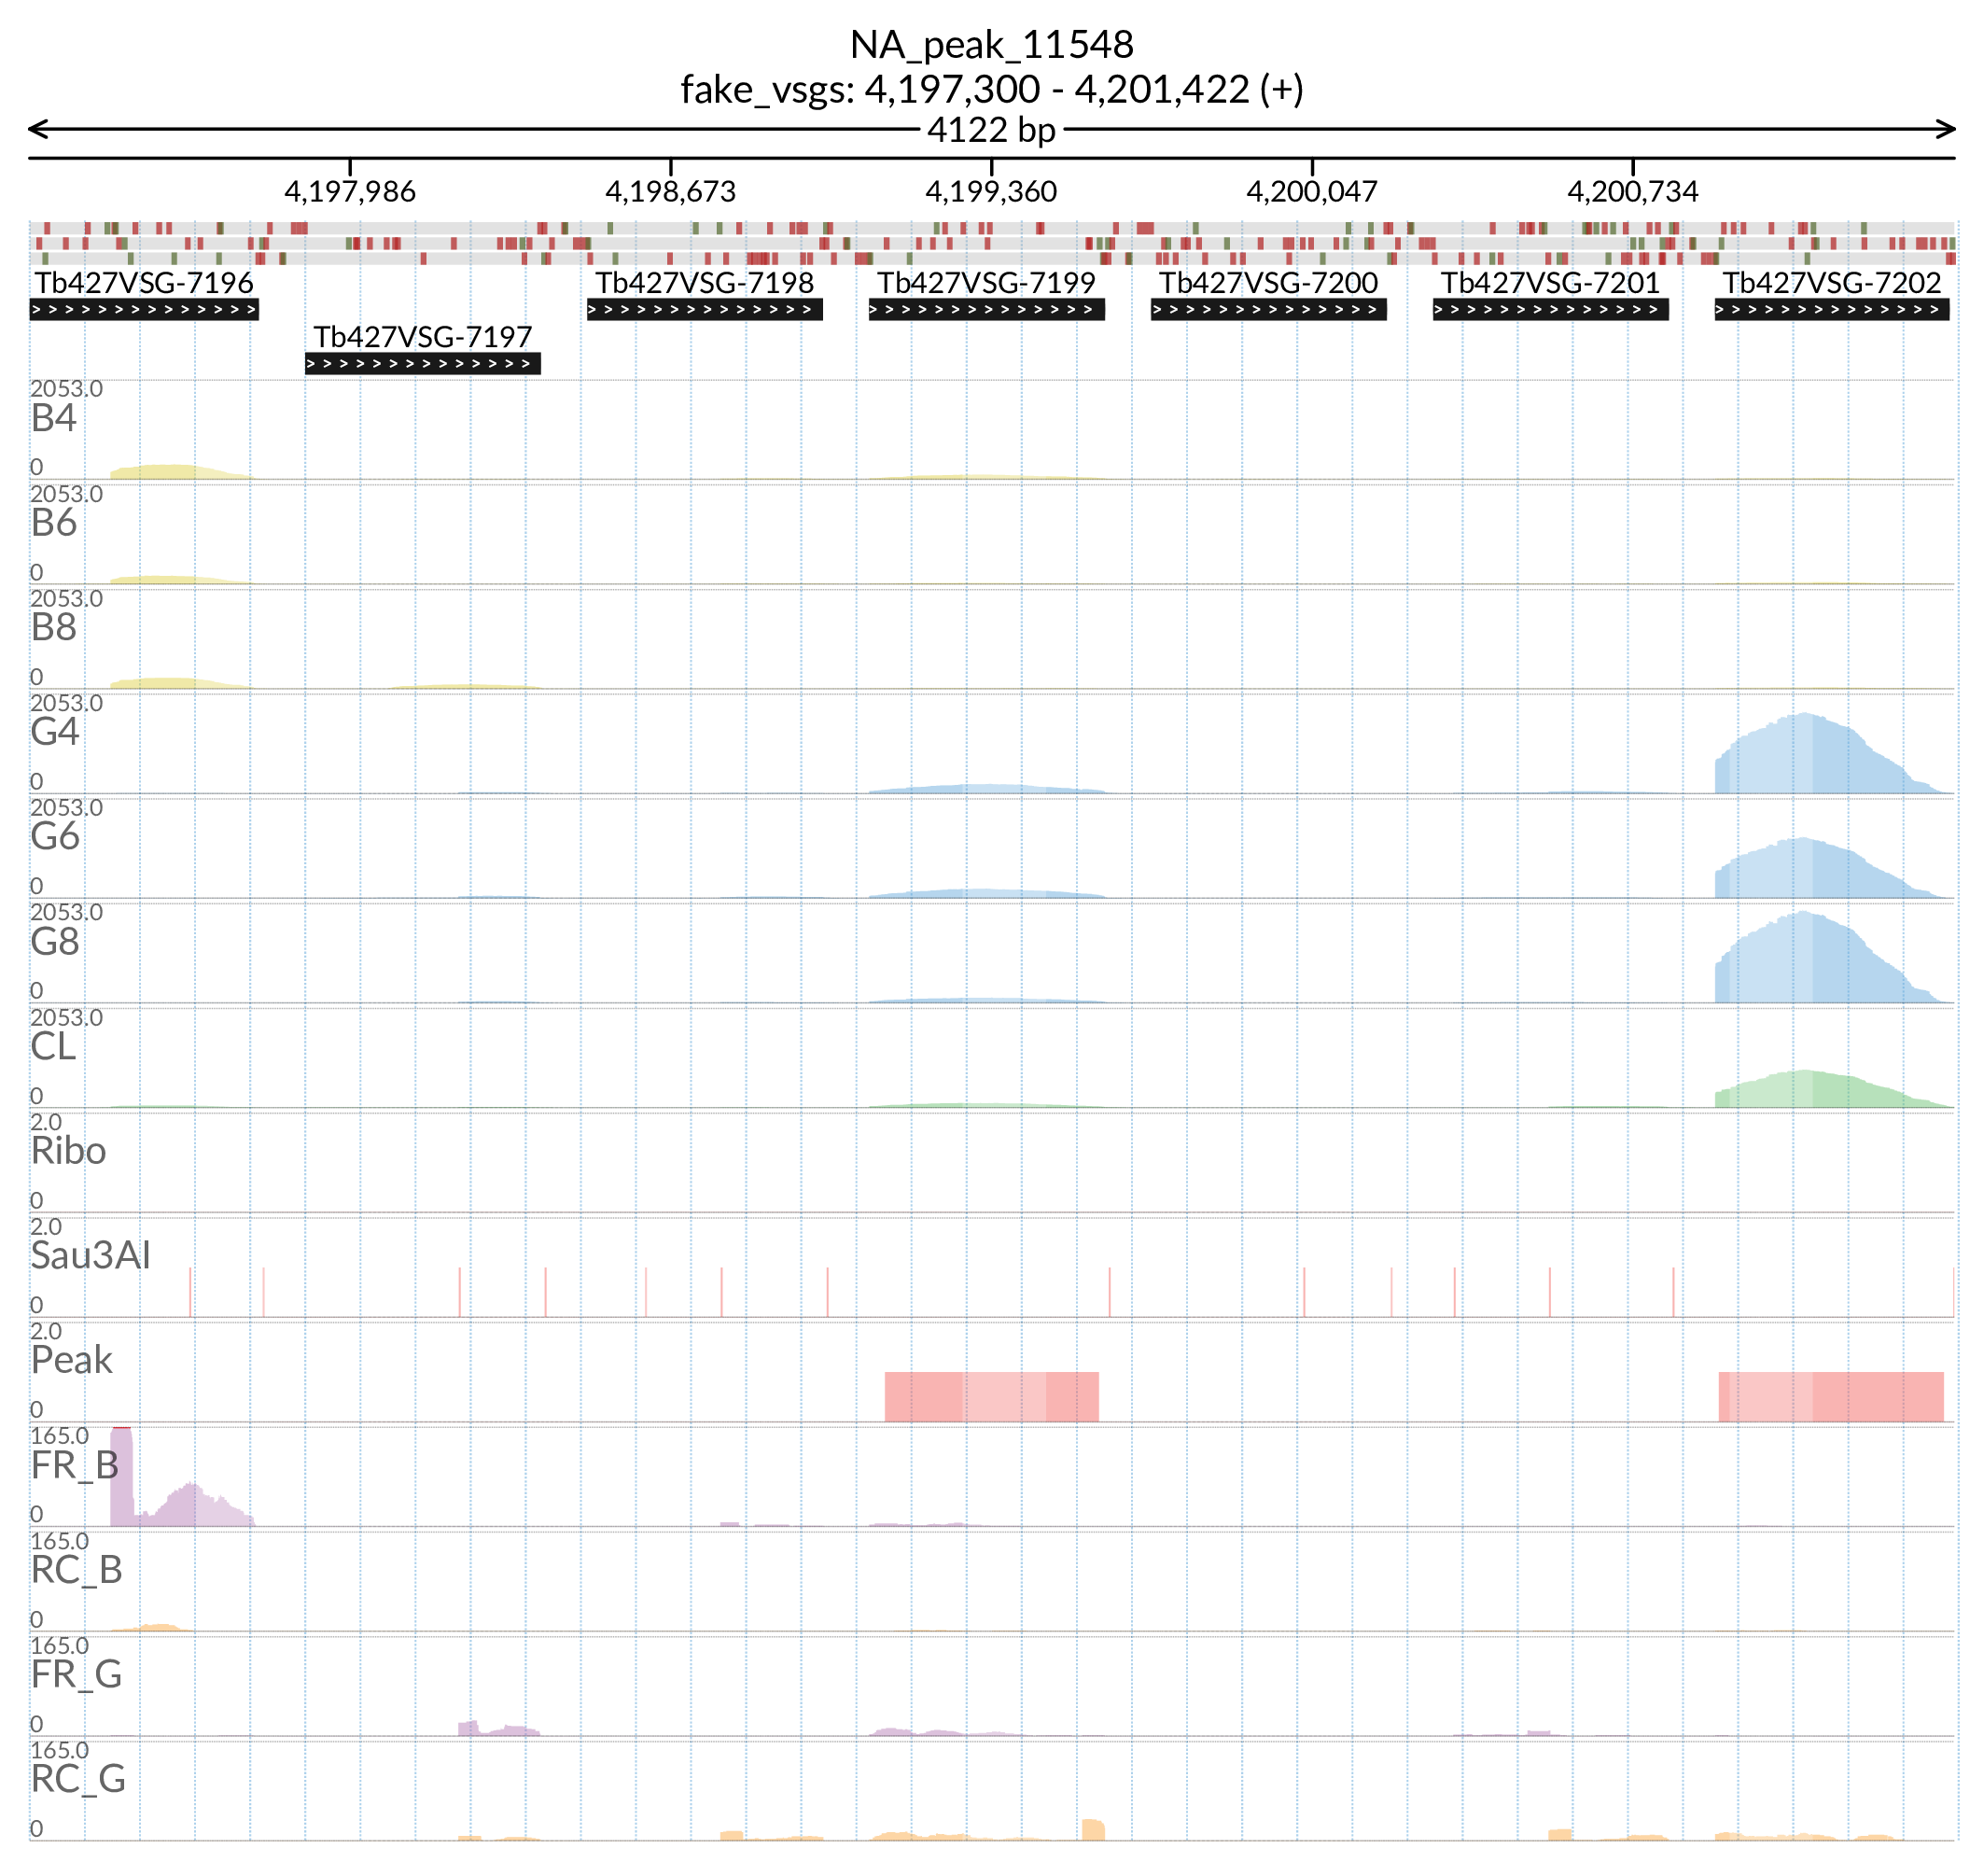 NA_peak_11548
fake_vsgs: 4,197,300 - 4,201,422 (+)
4122 bp
4,197,986 4,198,673 4,199,360 4,200,047 4,200,734
Tb427VSG-7196 Tb427VSG-7198 Tb427VSG-7199 Tb427VSG-7200 Tb427VSG-7201 Tb427VSG-7202
Tb427VSG-7197
2053.0
B4
0
2053.0
B6
0
2053.0
B8
0
2053.0
G4
0
2053.0
G6
0
2053.0
G8
0
2053.0
CL
0
2.0
Ribo
0
2.0
Sau3AI
0
2.0
Peak
0
165.0
FR_B
0
165.0
RC_B
0
165.0
FR_G
0
165.0
RC_G
0